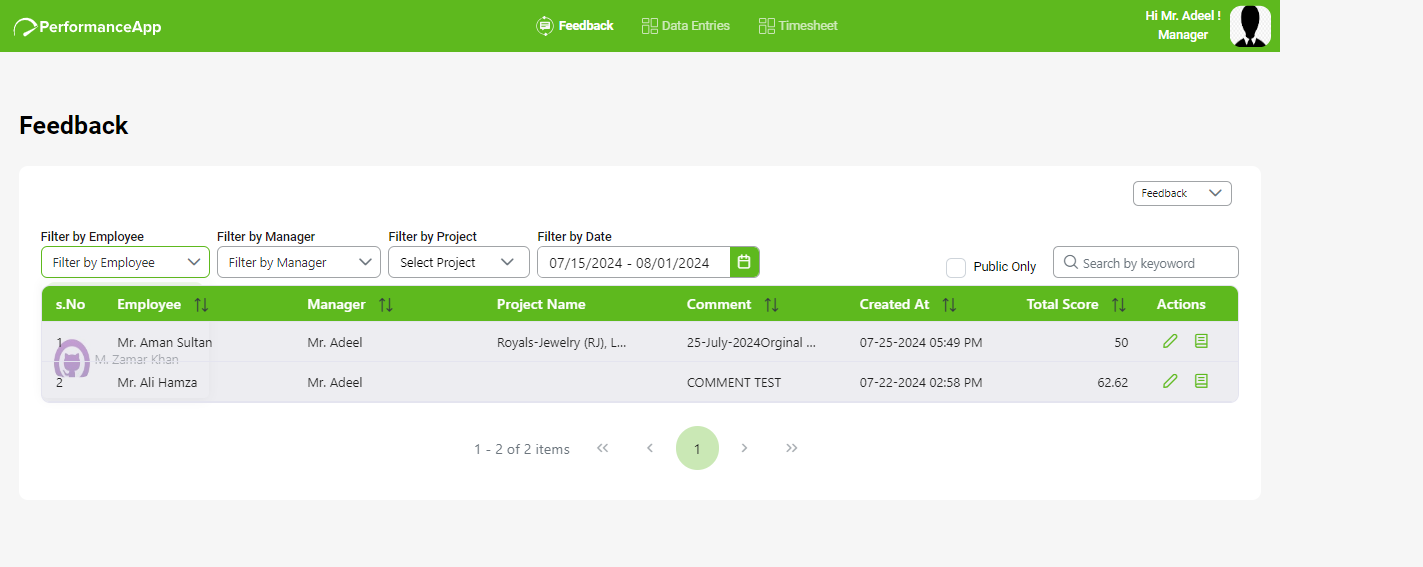 PerformanceApp
Feedback
Data Entries
Timesheet
Hi Mr. Adeel !
Manager
Feedback
Feedback
Filter by Employee
Filter by Manager
Filter by Project
Filter by Date
Filter by Employee
Filter by Manager
Select Project
07/15/2024 - 08/01/2024
Public Only
Search by keyoword
s.No Employee Manager Project Name Comment Created At Total Score Actions
1 Mr. Aman Sultan Mr. Adeel Royals-Jewelry (RJ), L... 25-July-2024Orginal ... 07-25-2024 05:49 PM 50
M. Zamar Khan
2 Mr. Ali Hamza Mr. Adeel COMMENT TEST 07-22-2024 02:58 PM 62.62
1 - 2 of 2 items
1